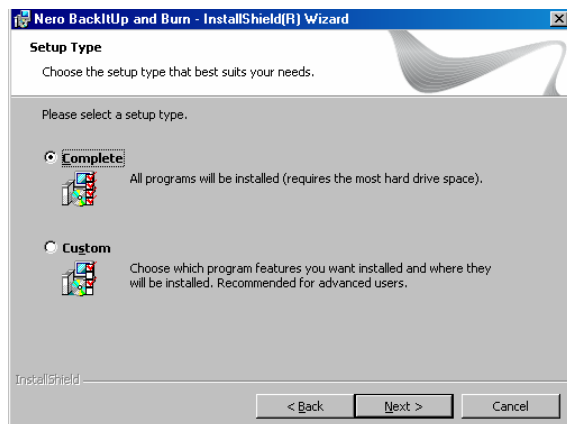 Nero BackItUp and Burn - InstallShield(R) Wizard
Setup Type
Choose the setup type that best suits your needs.
Please select a setup type.
Complete
All programs will be installed (requires the most hard drive space).
Custom
Choose which program features you want installed and where they
will be installed. Recommended for advanced users.
InstallShield
< Back
Next >
Cancel